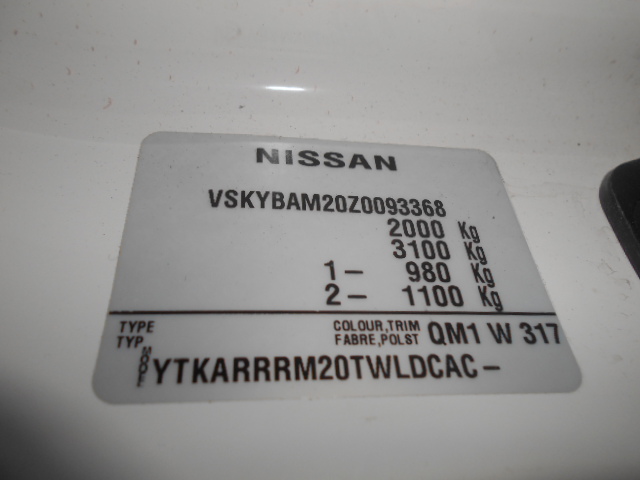 NISSAN
VSKYBAM20Z0093368
2000 Kg
3100 Kg
1- 980 Kg
2- 1100 Kg
TYPE COLOUR,TRIM QM1 W 317
TYP. FABRE,POLST
YTKARRRM20TWLDCAC-